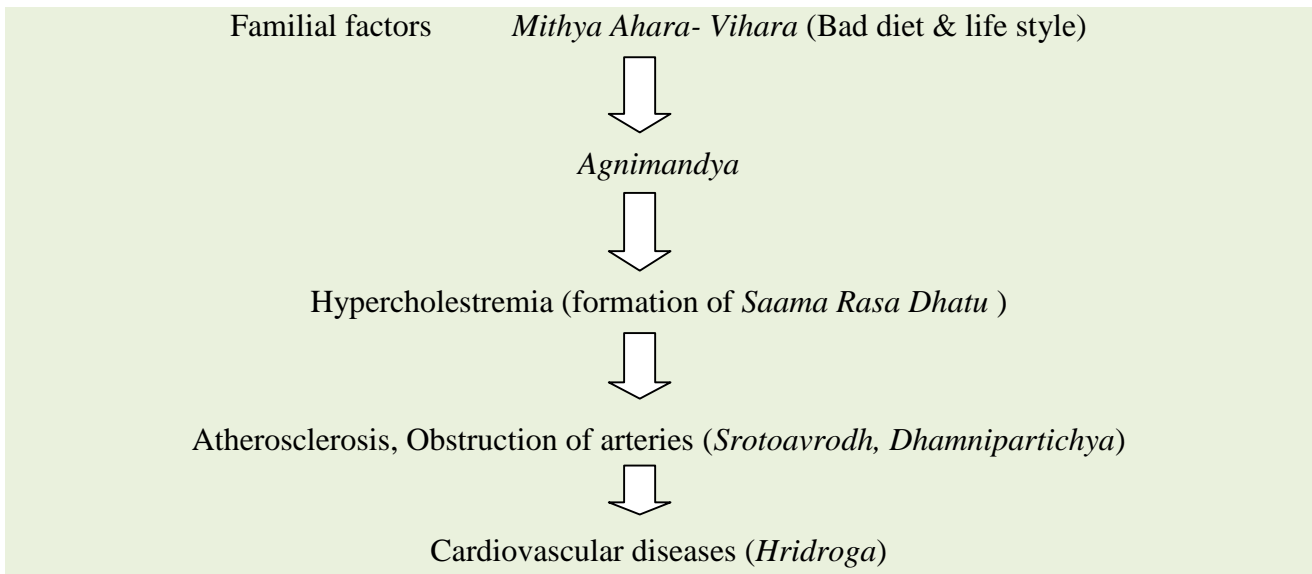 Familial factors Mithya Ahara- Vihara (Bad diet & life style)
Agnimandya
Hypercholestremia (formation of Saama Rasa Dhatu )
Atherosclerosis, Obstruction of arteries (Srotoavrodh, Dhamnipartichya)
Cardiovascular diseases (Hridroga)